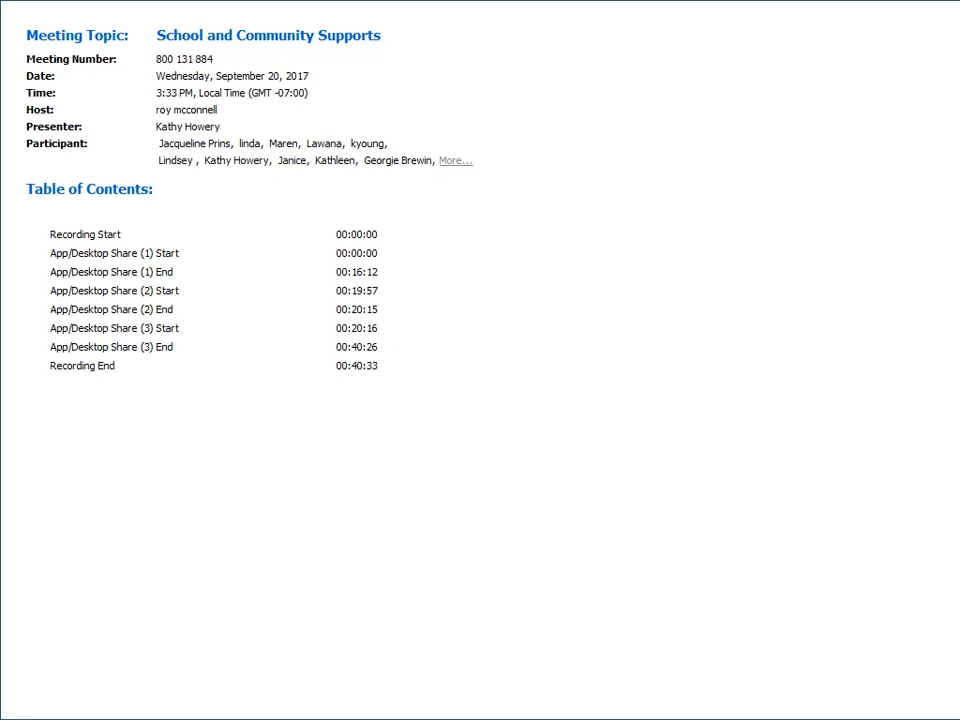 Meeting Topic: School and Community Supports
Meeting Number: 800 131 884
Date: Wednesday, September 20, 2017
Time: 3:33 PM, Local Time (GMT -07:00)
Host: roy mcconnell
Presenter: Kathy Howery
Participant: Jacqueline Prins, linda, Maren, Lawana, kyoung,
Lindsey , Kathy Howery, Janice, Kathleen, Georgie Brewin, More...
Table of Contents:
Recording Start 00:00:00
App/Desktop Share (1) Start 00:00:00
App/Desktop Share (1) End 00:16:12
App/Desktop Share (2) Start 00:19:57
App/Desktop Share (2) End 00:20:15
App/Desktop Share (3) Start 00:20:16
App/Desktop Share (3) End 00:40:26
Recording End 00:40:33